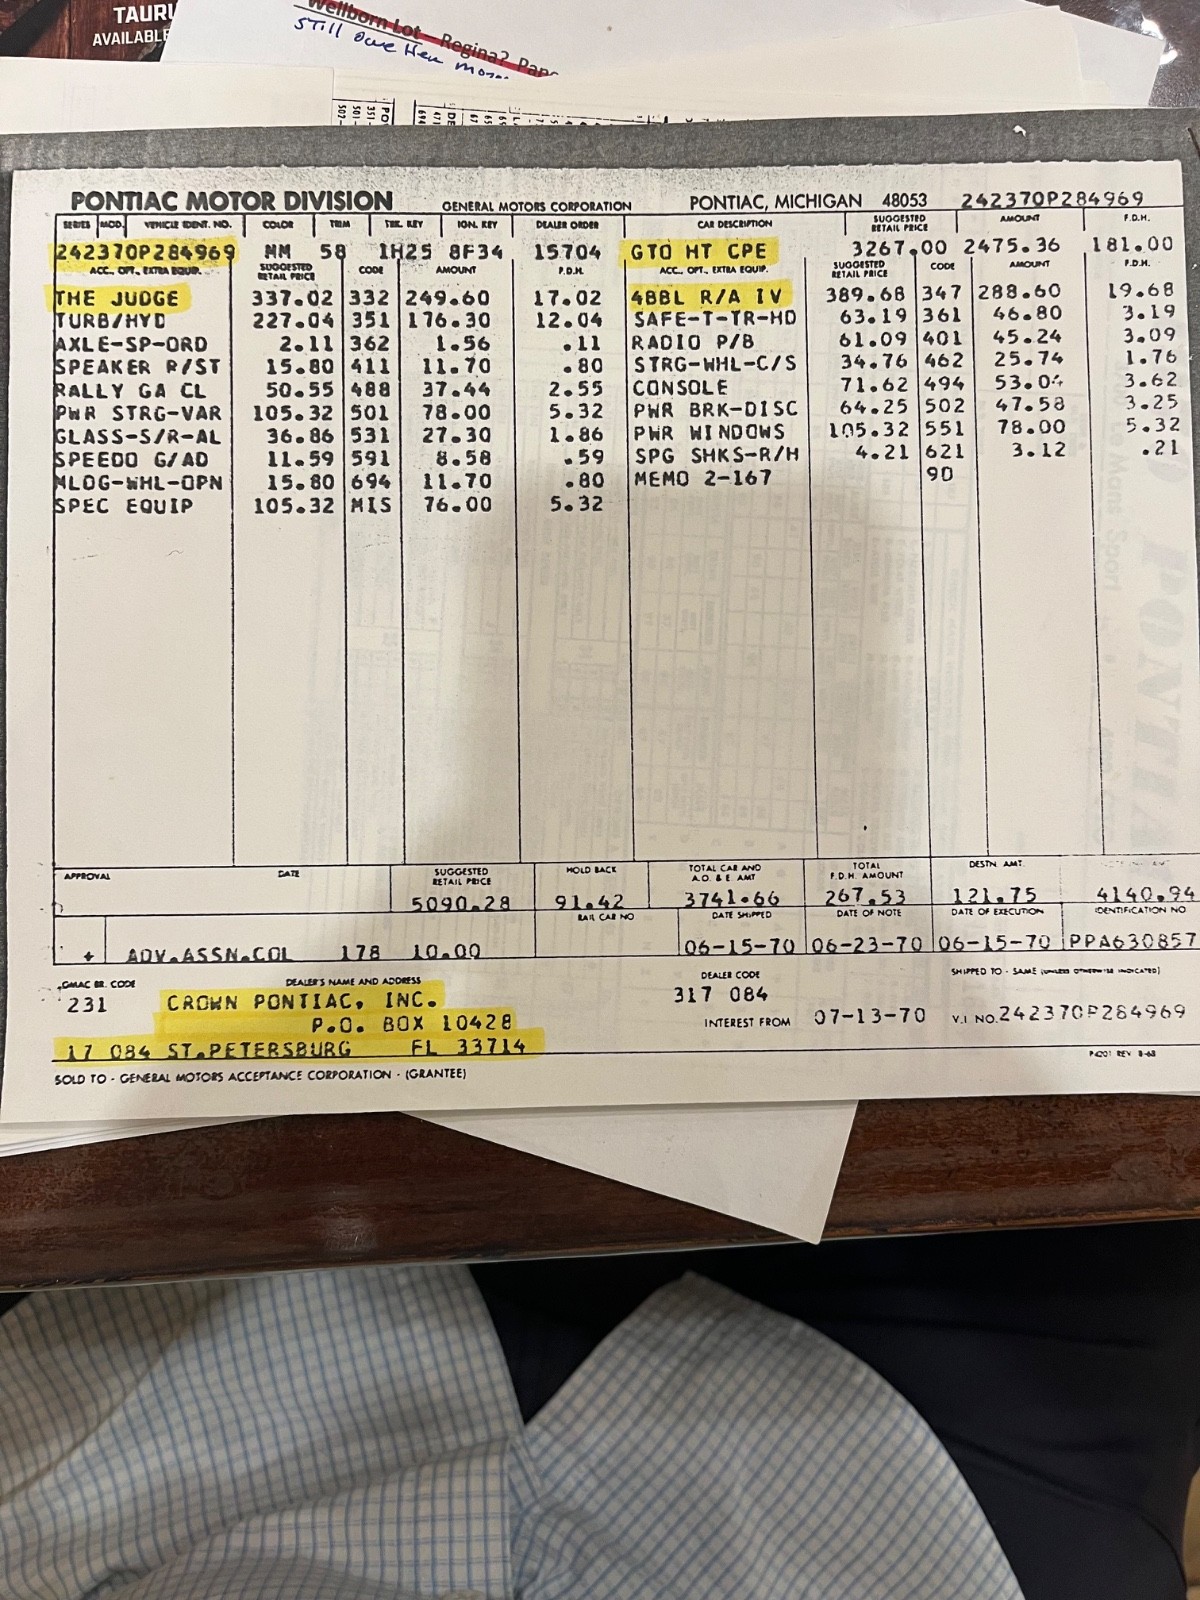 TAURU
AVAILABLE
Wellborn Lot - Regina? Pape
Still owe Her Mon
PONTIAC MOTOR DIVISION GENERAL MOTORS CORPORATION PONTIAC, MICHIGAN 48053 242370P284969
SERIES MOD. VEHICLE IDENT. NO. COLOR TRIM TRK. KEY IGN. KEY DEALER ORDER CAR DESCRIPTION SUGGESTED RETAIL PRICE AMOUNT F.D.H.
242370P284969 MM 58 1H25 8F34 15704 GTO HT CPE 3267.00 2475.36 181.00
ACC., OPT., EXTRA EQUIP. SUGGESTED RETAIL PRICE CODE AMOUNT F.D.H. ACC., OPT., EXTRA EQUIP. SUGGESTED RETAIL PRICE CODE AMOUNT F.D.H.
THE JUDGE 337.02 332 249.60 17.02 4BBL R/A IV 389.68 347 288.60 19.68
TURB/HYD 227.04 351 176.30 12.04 SAFE-T-TR-HD 63.19 361 46.80 3.19
AXLE-SP-ORD 2.11 362 1.56 .11 RADIO P/B 61.09 401 45.24 3.09
SPEAKER R/ST 15.80 411 11.70 .80 STRG-WHL-C/S 34.76 462 25.74 1.76
RALLY GA CL 50.55 488 37.44 2.55 CONSOLE 71.62 494 53.04 3.62
PWR STRG-VAR 105.32 501 78.00 5.32 PWR BRK-DISC 64.25 502 47.58 3.25
GLASS-S/R-AL 36.86 531 27.30 1.86 PWR WINDOWS 105.32 551 78.00 5.32
SPEEDO G/AD 11.59 591 8.58 .59 SPG SHKS-R/H 4.21 621 3.12 .21
MLDG-WHL-OPN 15.80 694 11.70 .80 MEMO 2-167 90
SPEC EQUIP 105.32 MIS 76.00 5.32
APPROVAL DATE SUGGESTED RETAIL PRICE HOLD BACK TOTAL CAR AND A.O. & E AMT TOTAL F.D.H. AMOUNT DESTN AMT.
5090.28 91.42 3741.66 267.53 121.75 4140.94
RAIL CAR NO DATE SHIPPED DATE OF NOTE DATE OF EXECUTION IDENTIFICATION NO
+ ADV.ASSN.COL 178 10.00 06-15-70 06-23-70 06-15-70 PPA630857
GMAC BR. CODE DEALER'S NAME AND ADDRESS DEALER CODE SHIPPED TO - SAME (UNLESS OTHERWISE INDICATED)
231 CROWN PONTIAC, INC. 317 084
P.O. BOX 10428 INTEREST FROM 07-13-70 V.I NO. 242370P284969
17 084 ST.PETERSBURG FL 33714
P4201 REV 8-68
SOLD TO - GENERAL MOTORS ACCEPTANCE CORPORATION - (GRANTEE)